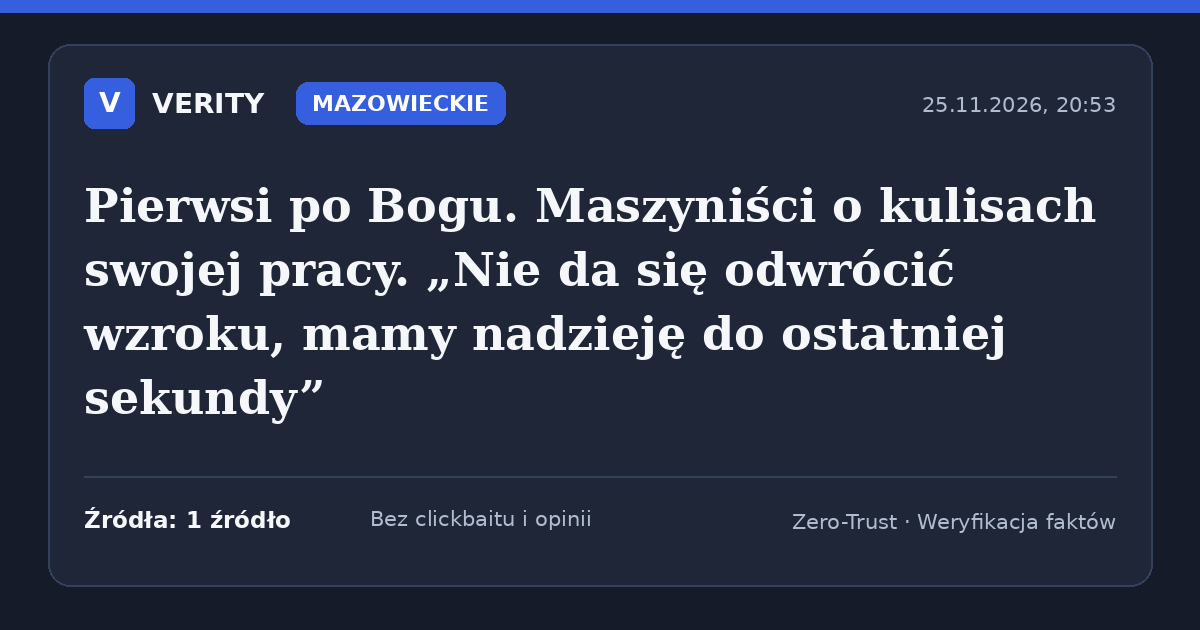 V VERITY MAZOWIECKIE 25.11.2026, 20:53
Pierwsi po Bogu. Maszyniści o kulisach
swojej pracy. „Nie da się odwrócić
wzroku, mamy nadzieję do ostatniej
sekundy”
Źródła: 1 źródło Bez clickbaitu i opinii Zero-Trust · Weryfikacja faktów